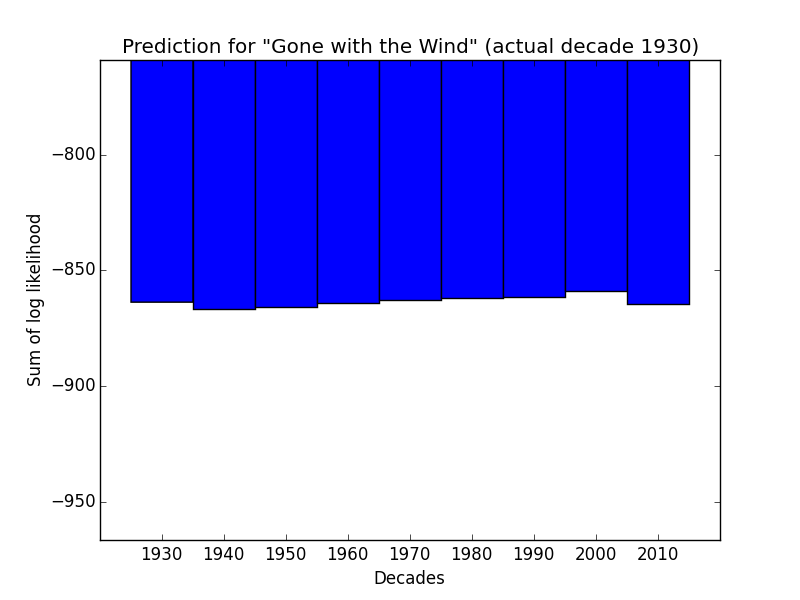 Prediction for "Gone with the Wind" (actual decade 1930)
Sum of log likelihood
−800
−850
−900
−950
1930 1940 1950 1960 1970 1980 1990 2000 2010
Decades